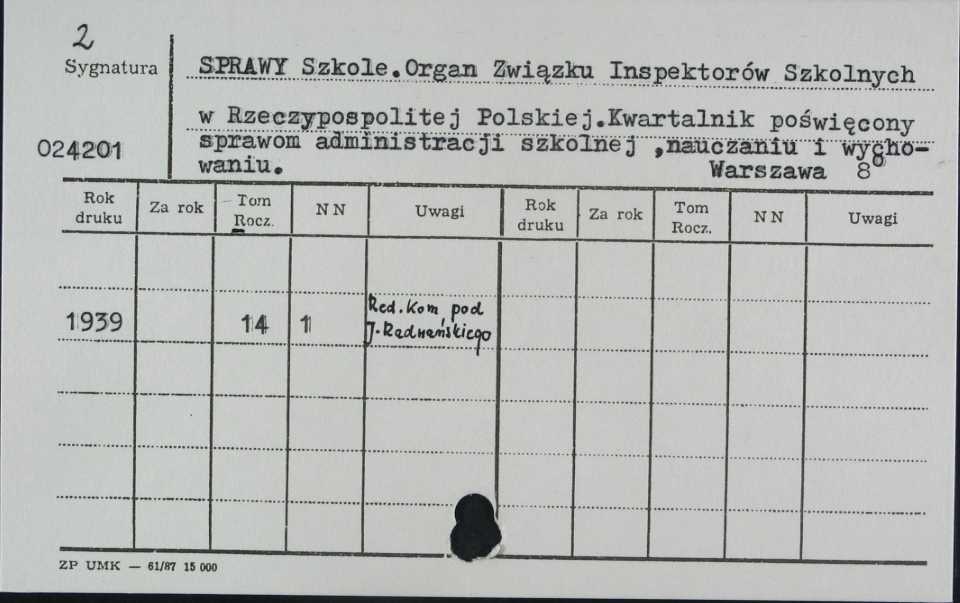 2
Sygnatura
024201
SPRAWY Szkole.Organ Związku Inspektorów Szkolnych
w Rzeczypospolitej Polskiej.Kwartalnik poświęcony
sprawom administracji szkolnej ,nauczaniu i wycho-
waniu. Warszawa 8°
Rok druku Za rok Tom Rocz. NN Uwagi Rok druku Za rok Tom Rocz. NN Uwagi
1939 14 1 Red. Kom. pod
J. Radwańskiego
ZP UMK — 61/87 15 000